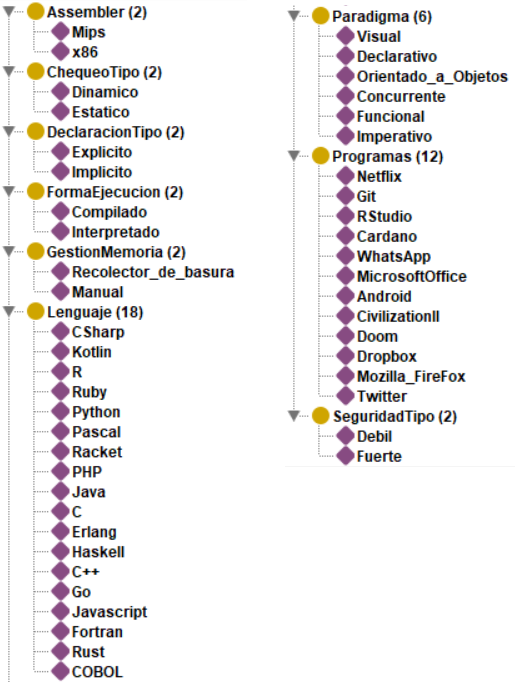 Assembler (2)
Mips
x86
ChequeoTipo (2)
Dinamico
Estatico
DeclaracionTipo (2)
Explicito
Implicito
FormaEjecucion (2)
Compilado
Interpretado
GestionMemoria (2)
Recolector_de_basura
Manual
Lenguaje (18)
CSharp
Kotlin
R
Ruby
Python
Pascal
Racket
PHP
Java
C
Erlang
Haskell
C++
Go
Javascript
Fortran
Rust
COBOL
Paradigma (6)
Visual
Declarativo
Orientado_a_Objetos
Concurrente
Funcional
Imperativo
Programas (12)
Netflix
Git
RStudio
Cardano
WhatsApp
MicrosoftOffice
Android
CivilizationII
Doom
Dropbox
Mozilla_FireFox
Twitter
SeguridadTipo (2)
Debil
Fuerte